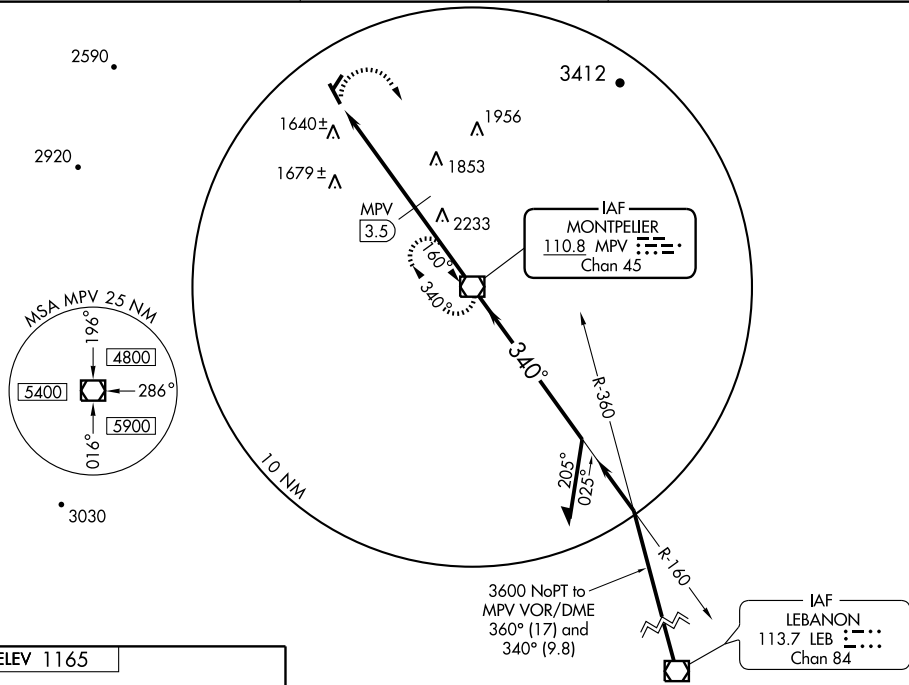 2590
3412
1640±
1956
2920
1853
1679±
MPV
3.5
2233
IAF
MONTPELIER
110.8 MPV
Chan 45
160°
340°
MSA MPV 25 NM
196°
4800
5400
286°
5900
016°
340°
R-360
10 NM
205°
025°
3030
R-160
3600 NoPT to
MPV VOR/DME
360° (17) and
340° (9.8)
IAF
LEBANON
113.7 LEB
Chan 84
ELEV 1165